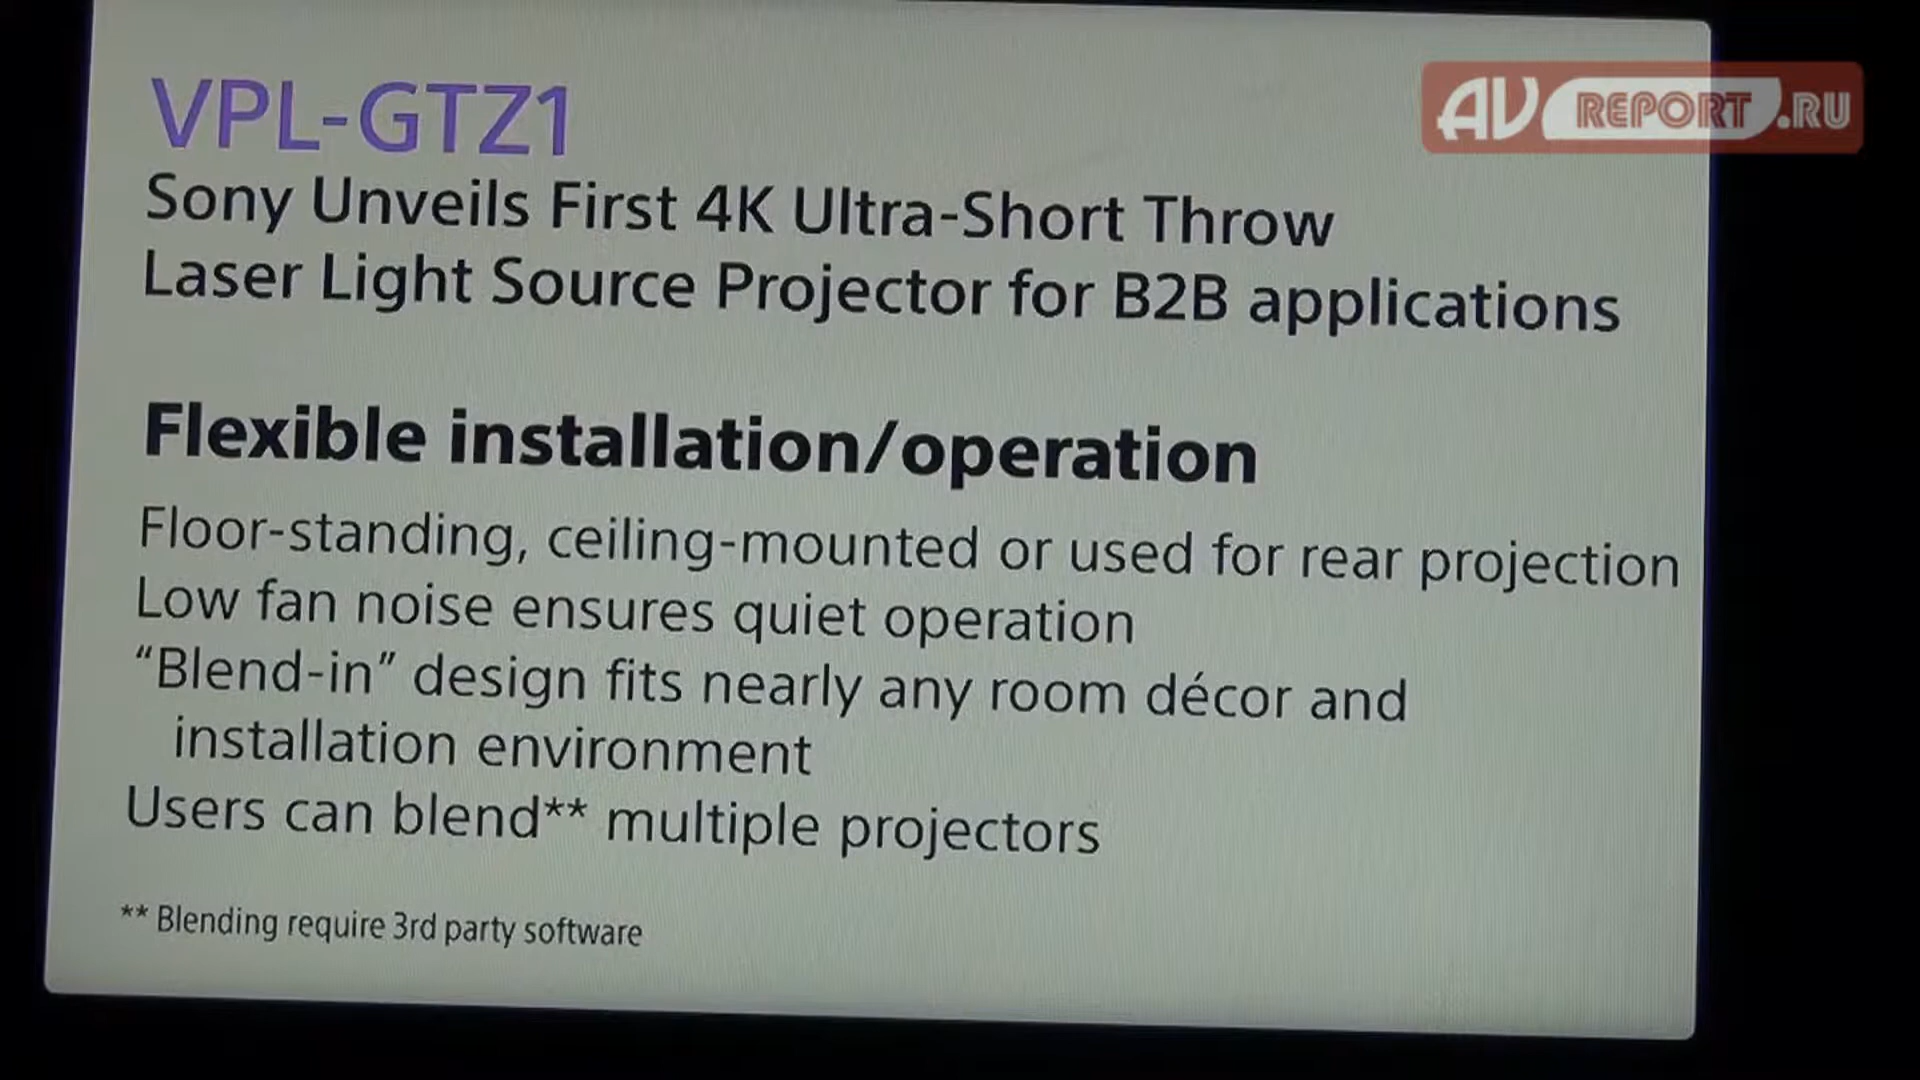 VPL-GTZ1
AV REPORT.RU
Sony Unveils First 4K Ultra-Short Throw
Laser Light Source Projector for B2B applications
Flexible installation/operation
Floor-standing, ceiling-mounted or used for rear projection
Low fan noise ensures quiet operation
“Blend-in” design fits nearly any room décor and
installation environment
Users can blend** multiple projectors
** Blending require 3rd party software